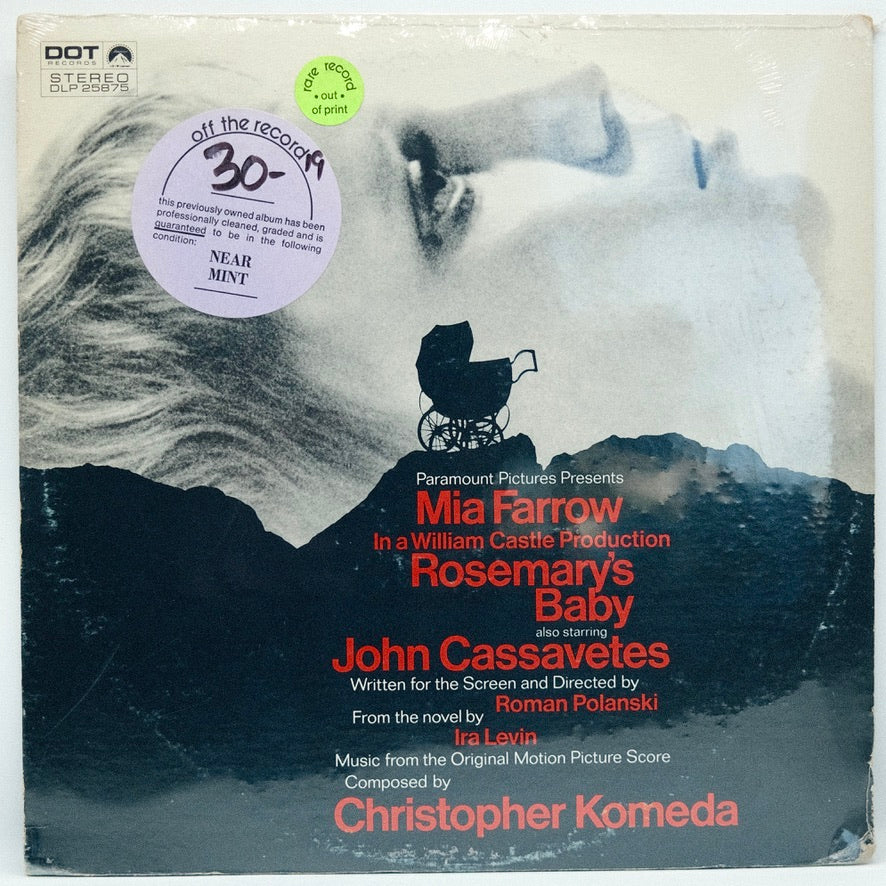 DOT
RECORDS
STEREO
DLP 25875
rare record
• out •
of print
off the record
30-19
this previously owned album has been
professionally cleaned, graded and is
guaranteed to be in the following
condition:
NEAR
MINT
Paramount Pictures Presents
Mia Farrow
In a William Castle Production
Rosemary's
Baby
also starring
John Cassavetes
Written for the Screen and Directed by
Roman Polanski
From the novel by
Ira Levin
Music from the Original Motion Picture Score
Composed by
Christopher Komeda